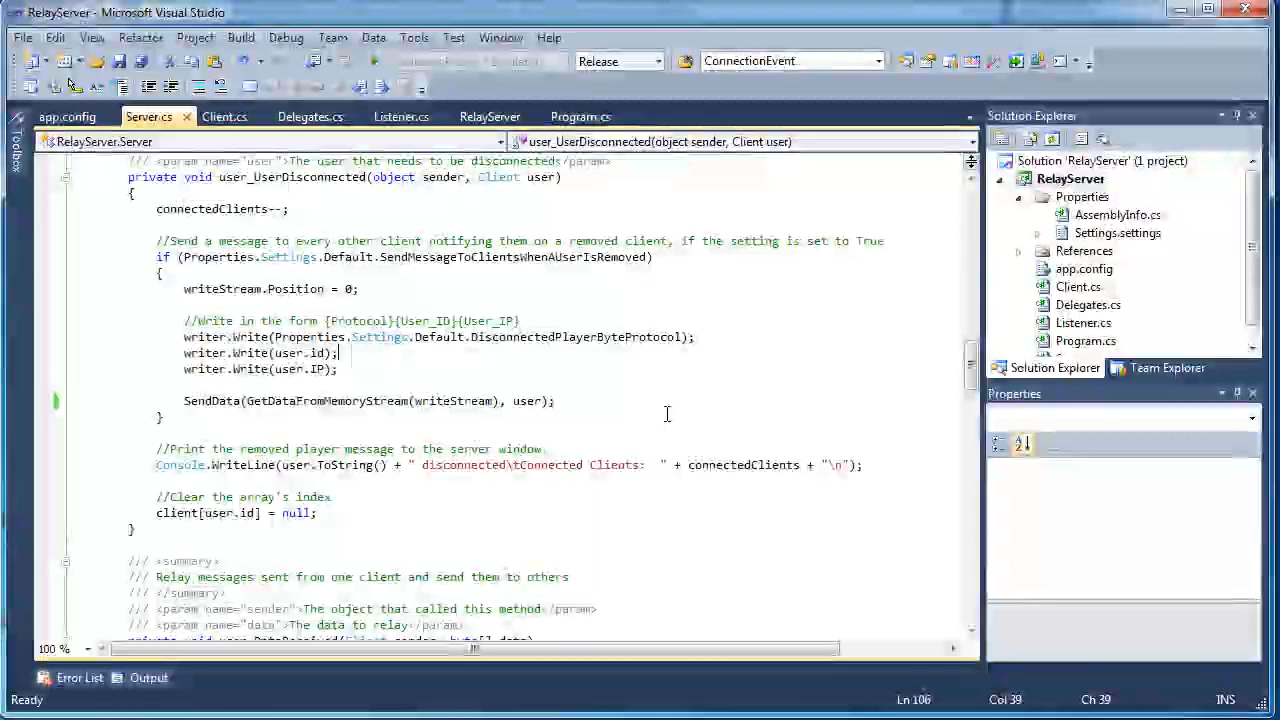 RelayServer - Microsoft Visual Studio
File Edit View Refactor Project Build Debug Team Data Tools Test Window Help
Release ConnectionEvent
app.config Server.cs Client.cs Delegates.cs Listener.cs RelayServer Program.cs
RelayServer.Server user_UserDisconnected(object sender, Client user)
Toolbox
/// <param name="user">The user that needs to be disconnected</param>
private void user_UserDisconnected(object sender, Client user)
{
connectedClients--;
//Send a message to every other client notifying them on a removed client, if the setting is set to True
if (Properties.Settings.Default.SendMessageToClientsWhenAUserIsRemoved)
{
writeStream.Position = 0;
//Write in the form {Protocol}{User_ID}{User_IP}
writer.Write(Properties.Settings.Default.DisconnectedPlayerByteProtocol);
writer.Write(user.id);
writer.Write(user.IP);
SendData(GetDataFromMemoryStream(writeStream), user);
}
//Print the removed player message to the server window.
Console.WriteLine(user.ToString() + " disconnected\tConnected Clients:  " + connectedClients + "\n");
//Clear the array's index
client[user.id] = null;
}
/// <summary>
/// Relay messages sent from one client and send them to others
/// </summary>
/// <param name="sender">The object that called this method</param>
/// <param name="data">The data to relay</param>
private void user_DataReceived(Client sender, byte[] data)
100 %
Solution Explorer
Solution 'RelayServer' (1 project)
RelayServer
Properties
AssemblyInfo.cs
Settings.settings
References
app.config
Client.cs
Delegates.cs
Listener.cs
Program.cs
Solution Explorer Team Explorer
Properties
Error List Output
Ready Ln 106 Col 39 Ch 39 INS